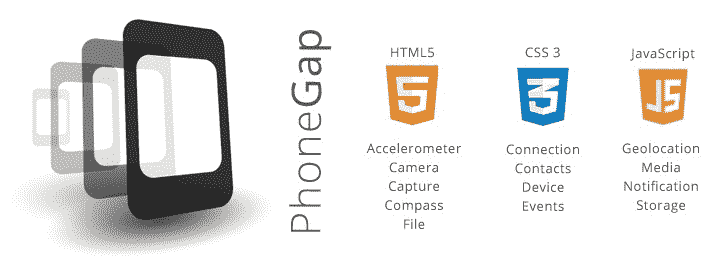 PhoneGap
HTML5
5
Accelerometer
Camera
Capture
Compass
File
CSS 3
3
Connection
Contacts
Device
Events
JavaScript
JS
Geolocation
Media
Notification
Storage